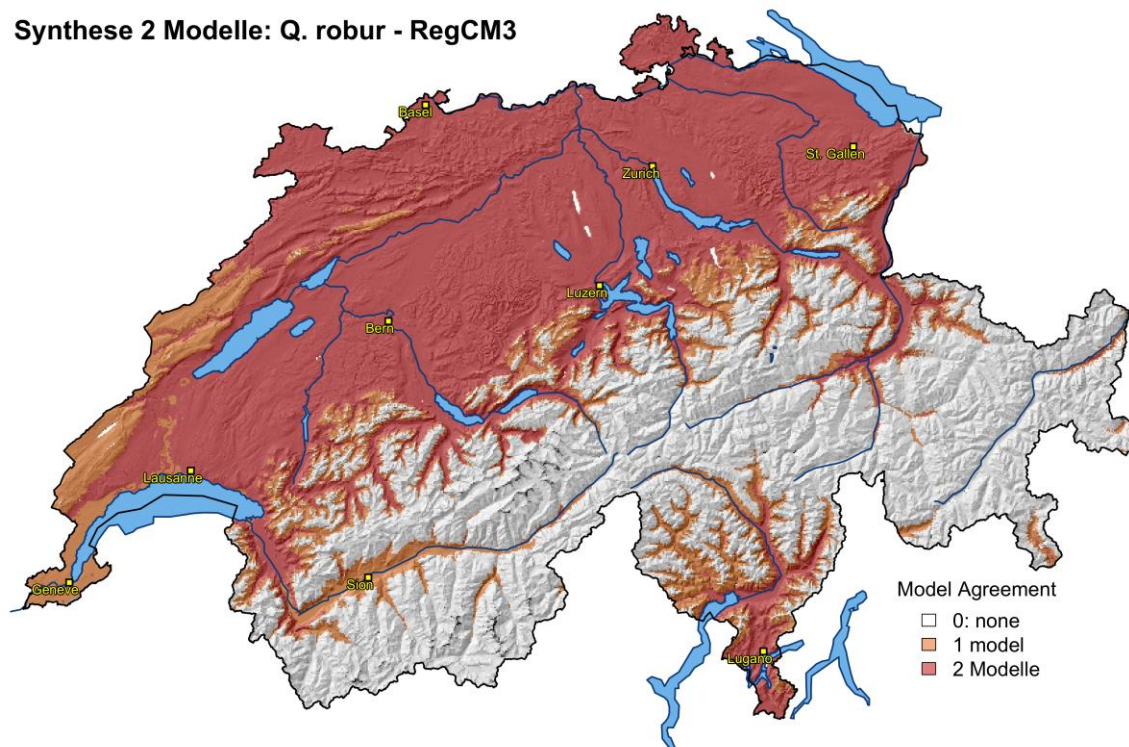 Synthese 2 Modelle: Q. robur - RegCM3
Basel
St. Gallen
Zurich
Luzern
Bern
Lausanne
Geneve
Sion
Lugano
Model Agreement
0: none
1 model
2 Modelle